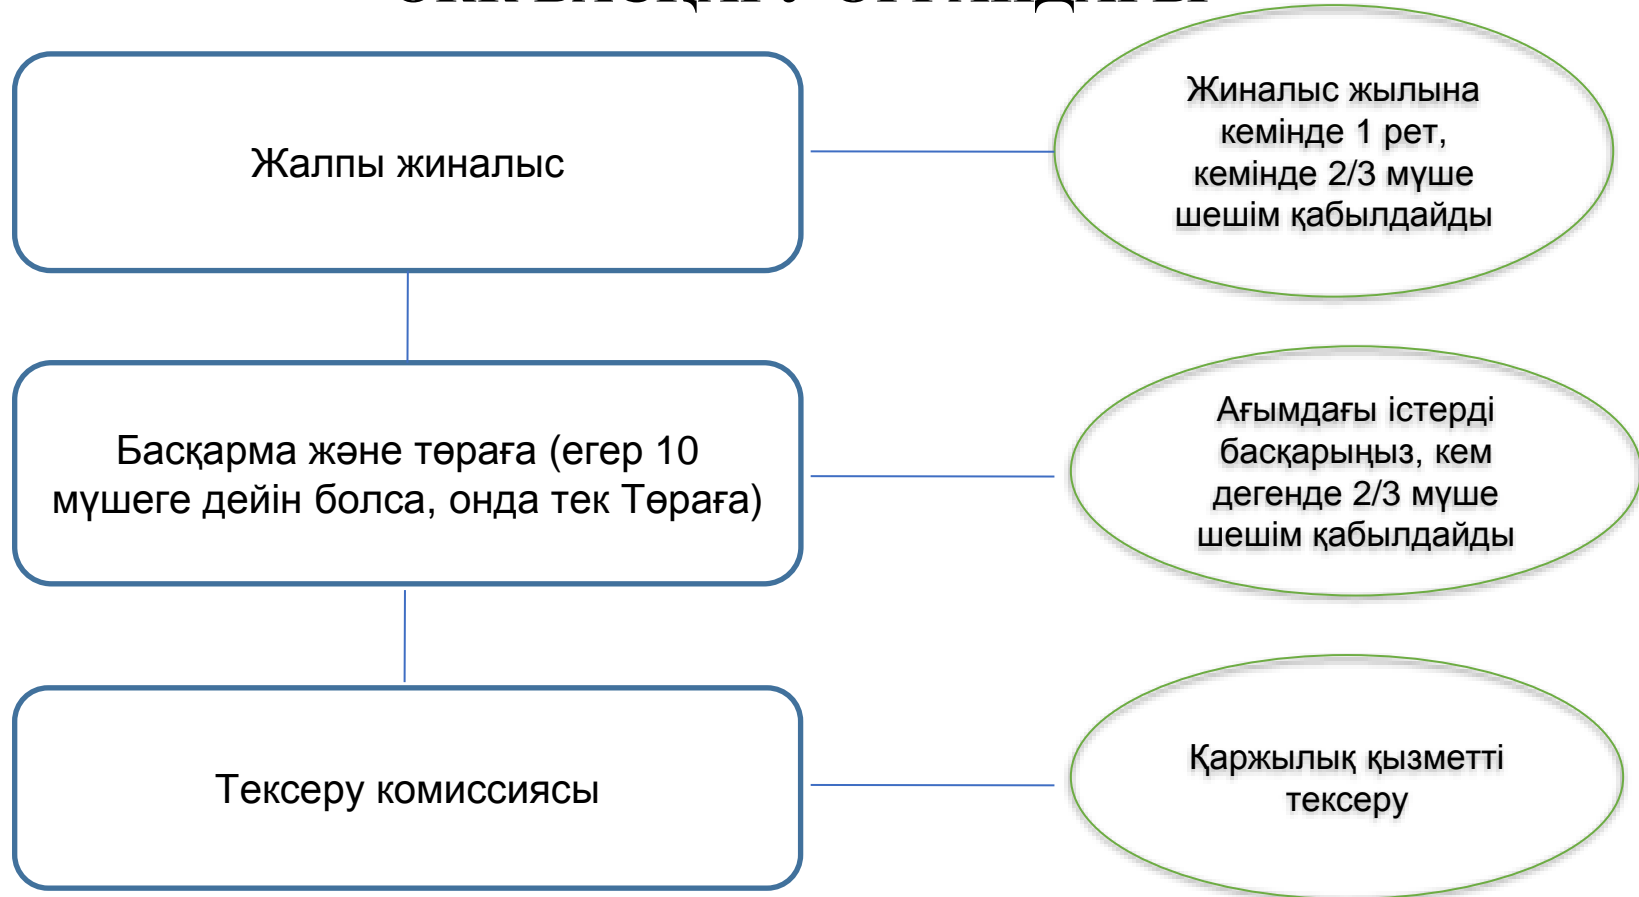 Жалпы жиналыс
Жиналыс жылына
кемінде 1 рет,
кемінде 2/3 мүше
шешім қабылдайды
Басқарма және төраға (егер 10
мүшеге дейін болса, онда тек Төраға)
Ағымдағы істерді
басқарыңыз, кем
дегенде 2/3 мүше
шешім қабылдайды
Тексеру комиссиясы
Қаржылық қызметті
тексеру